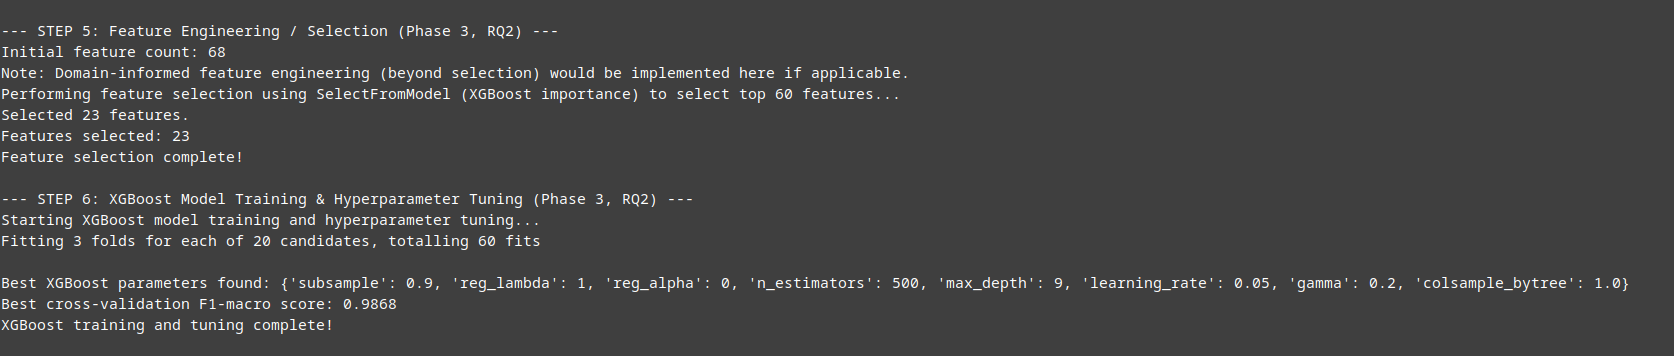 --- STEP 5: Feature Engineering / Selection (Phase 3, RQ2) ---
Initial feature count: 68
Note: Domain-informed feature engineering (beyond selection) would be implemented here if applicable.
Performing feature selection using SelectFromModel (XGBoost importance) to select top 60 features...
Selected 23 features.
Features selected: 23
Feature selection complete!
--- STEP 6: XGBoost Model Training & Hyperparameter Tuning (Phase 3, RQ2) ---
Starting XGBoost model training and hyperparameter tuning...
Fitting 3 folds for each of 20 candidates, totalling 60 fits
Best XGBoost parameters found: {'subsample': 0.9, 'reg_lambda': 1, 'reg_alpha': 0, 'n_estimators': 500, 'max_depth': 9, 'learning_rate': 0.05, 'gamma': 0.2, 'colsample_bytree': 1.0}
Best cross-validation F1-macro score: 0.9868
XGBoost training and tuning complete!